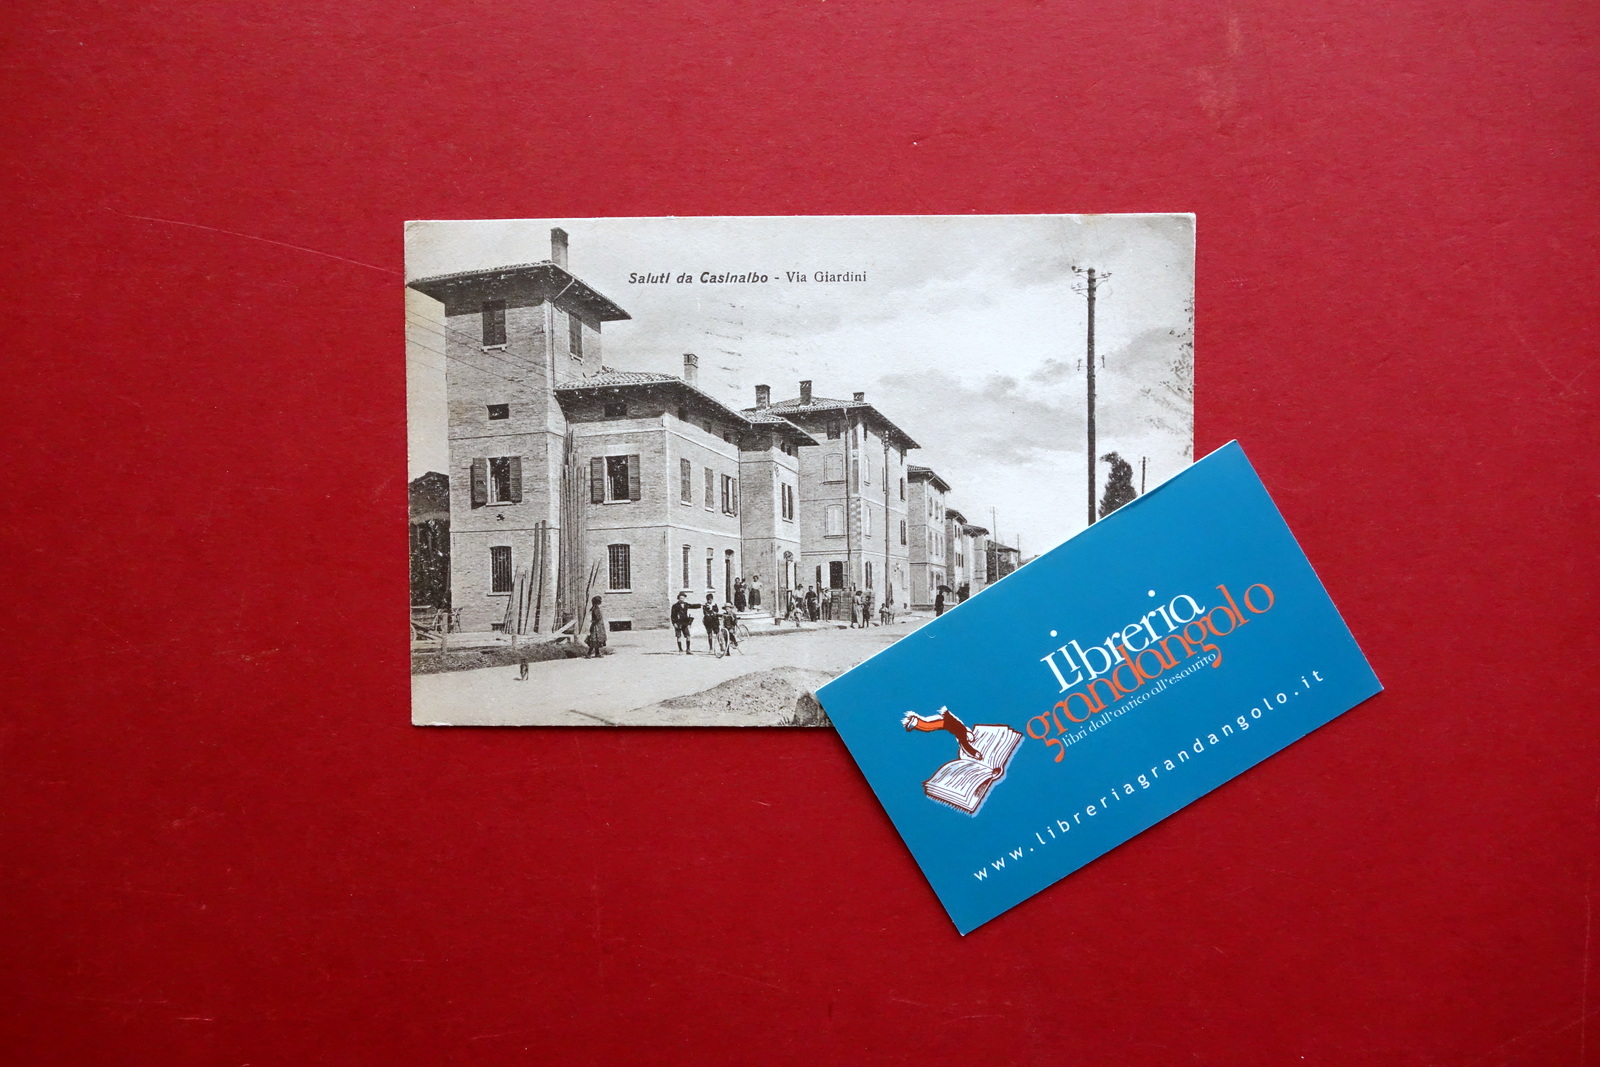 Saluti da Casinalbo - Via Giardini
Libreria
grandangolo
libri dall'antico all'esaurito
www.libreriagrandangolo.it